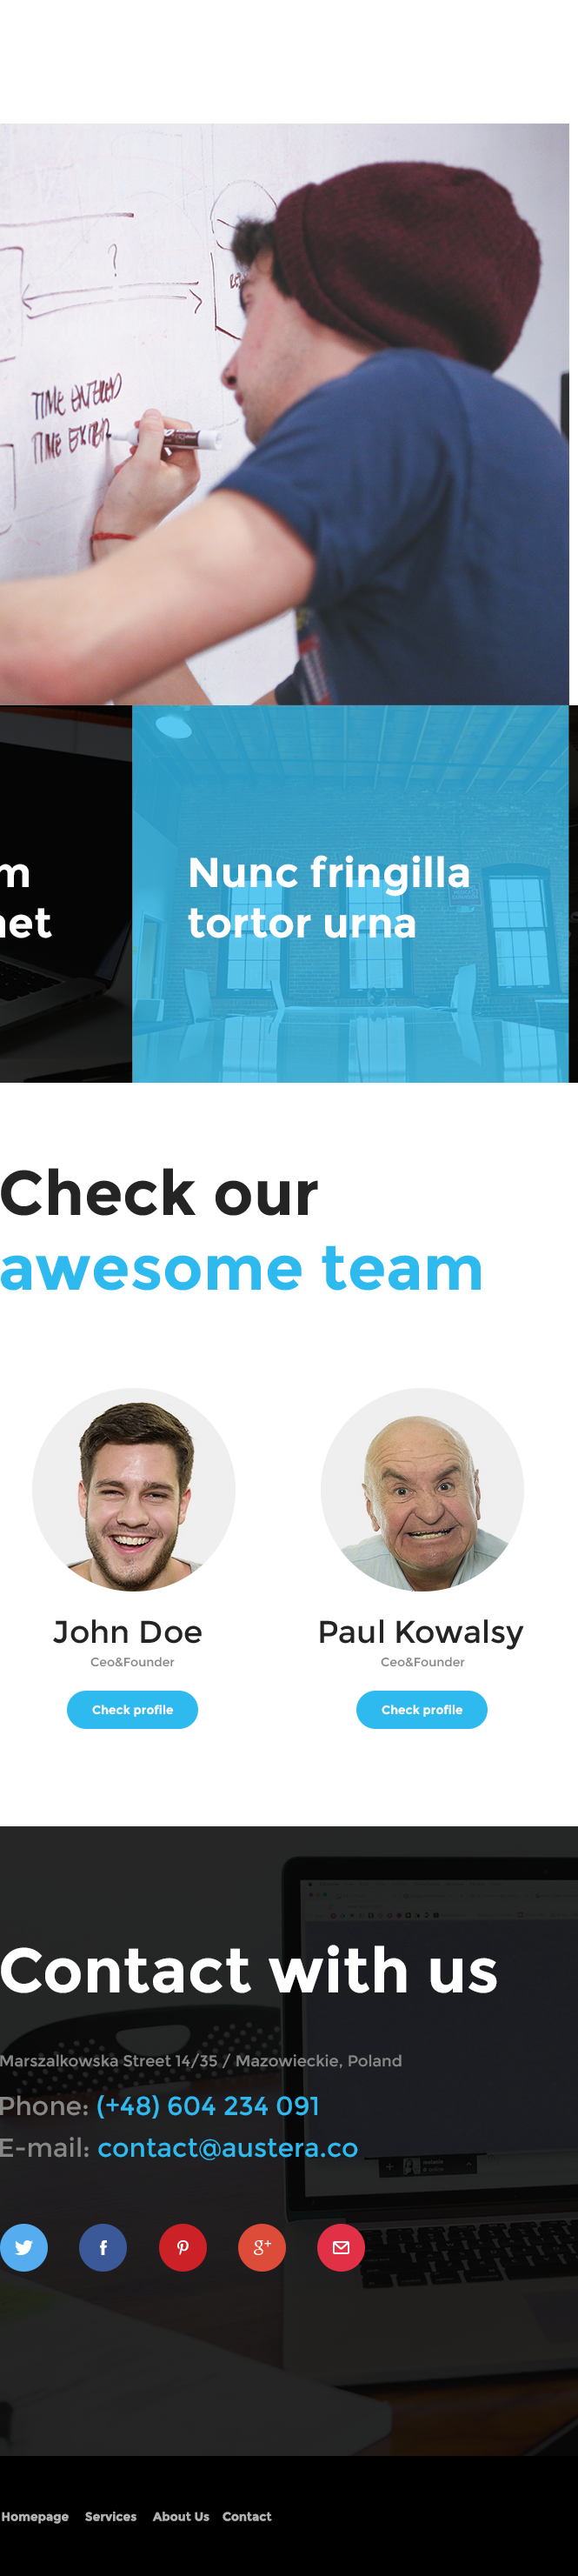 ?
TIME ENTERED
TIME EXITED
m
net
Nunc fringilla
tortor urna
Check our
awesome team
John Doe
Ceo&Founder
Check profile
Paul Kowalsy
Ceo&Founder
Check profile
Contact with us
Marszalkowska Street 14/35 / Mazowieckie, Poland
Phone: (+48) 604 234 091
E-mail: contact@austera.co
Homepage Services About Us Contact